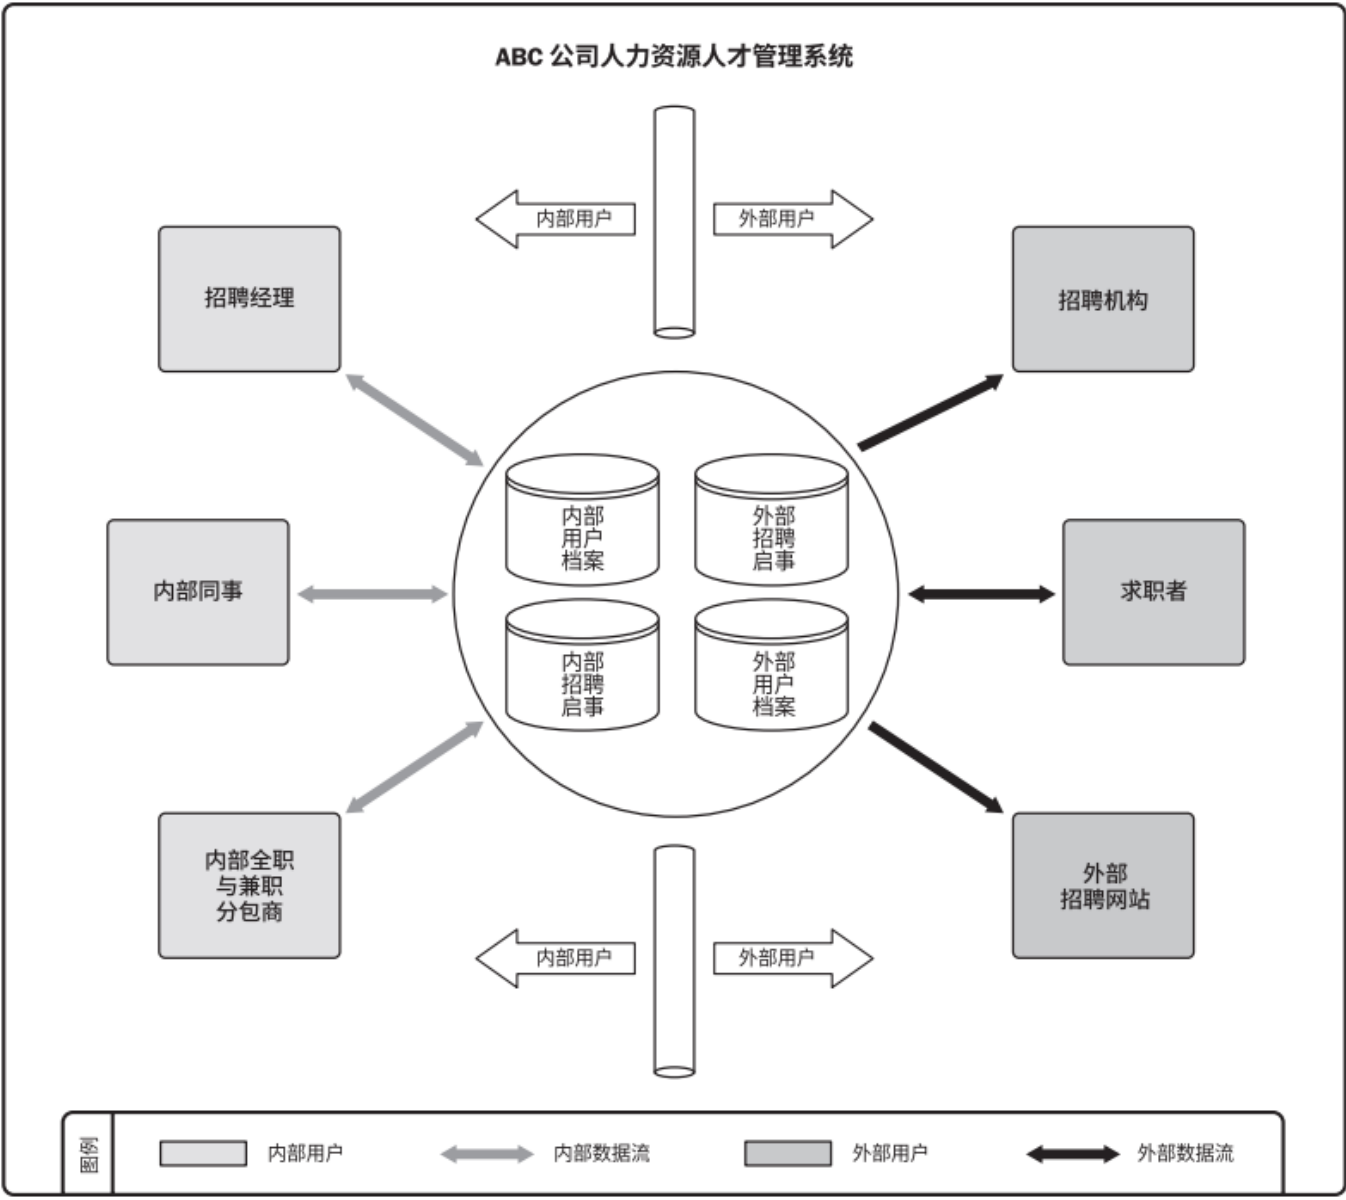 ABC 公司人力资源人才管理系统
内部用户
外部用户
招聘经理
招聘机构
内部
用户
档案
外部
招聘
启事
内部同事
求职者
内部
招聘
启事
外部
用户
档案
内部全职
与兼职
分包商
外部
招聘网站
内部用户
外部用户
图例
内部用户
内部数据流
外部用户
外部数据流